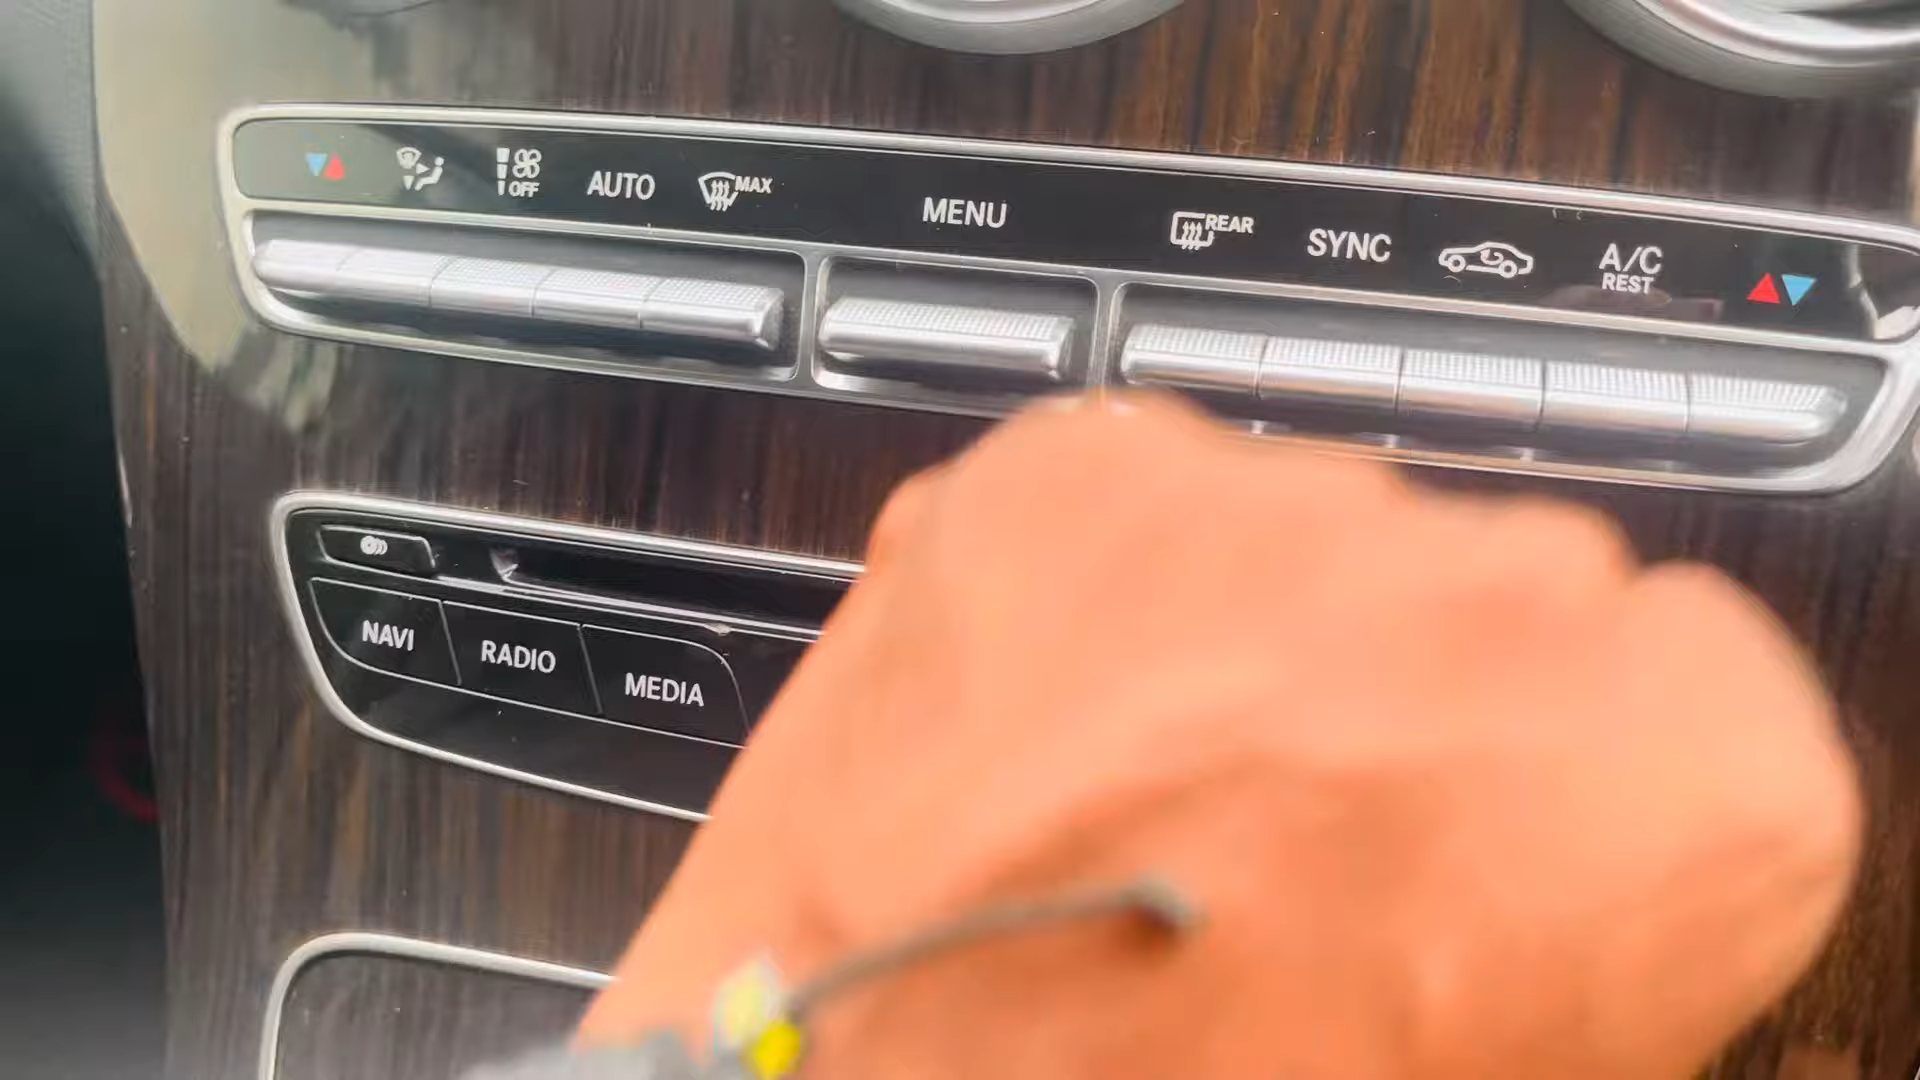 OFF
AUTO
MAX
MENU
REAR
SYNC
A/C
REST
NAVI
RADIO
MEDIA